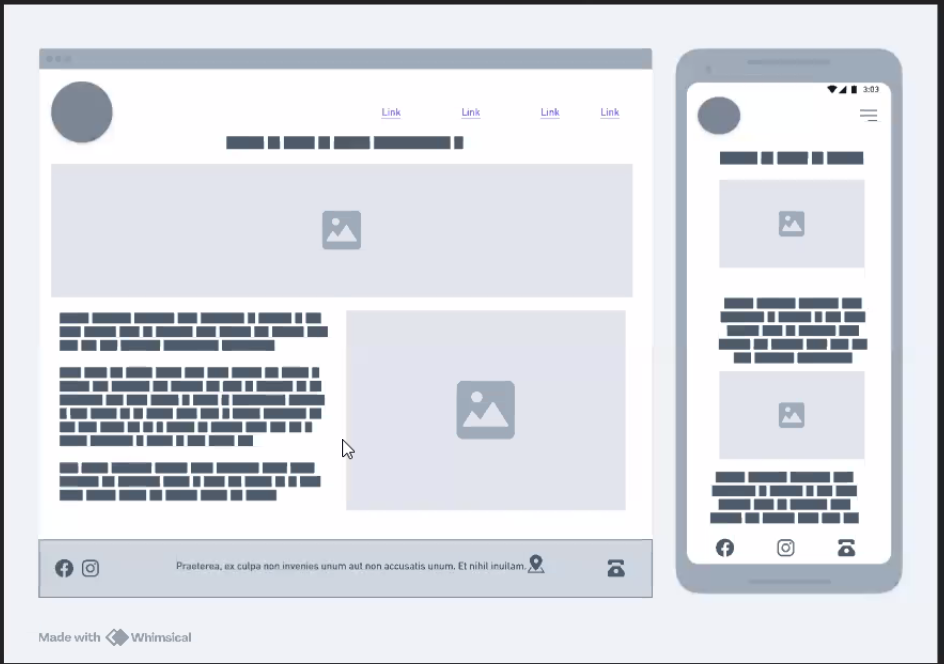 Link Link Link Link
3:03
Praeterea, ex culpa non invenies unum aut non accusatis unum. Et nihil inuitam.
Made with Whimsical